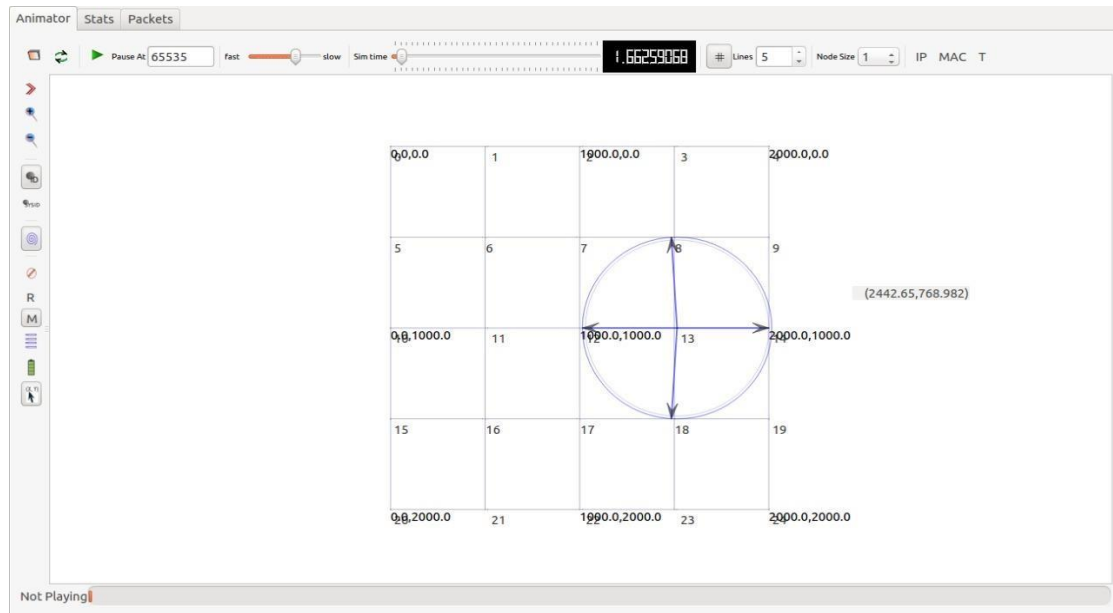 Animator Stats Packets
Pause At 65535 fast slow Sim time 1.66259068 # Lines 5 Node Size 1 IP MAC T
R
M
(X, Y)
0.0,0.0 1 1000.0,0.0 3 2000.0,0.0
5 6 7 8 9
(2442.65,768.982)
0.0,1000.0 11 1000.0,1000.0 13 2000.0,1000.0
15 16 17 18 19
0.0,2000.0 21 1000.0,2000.0 23 2000.0,2000.0
Not Playing